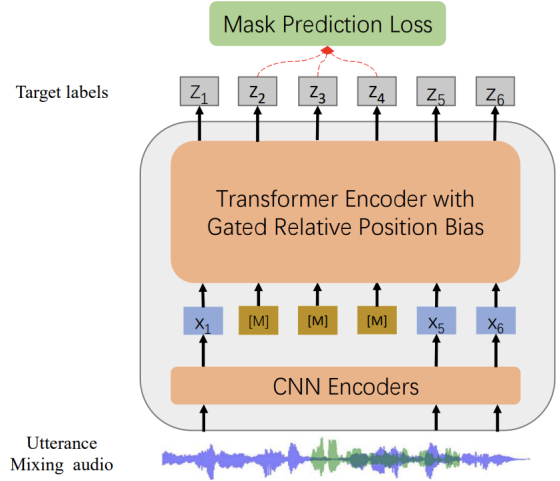 Mask Prediction Loss
Target labels
Z1 Z2 Z3 Z4 Z5 Z6
Transformer Encoder with
Gated Relative Position Bias
x1 [M] [M] [M] x5 x6
CNN Encoders
Utterance
Mixing audio